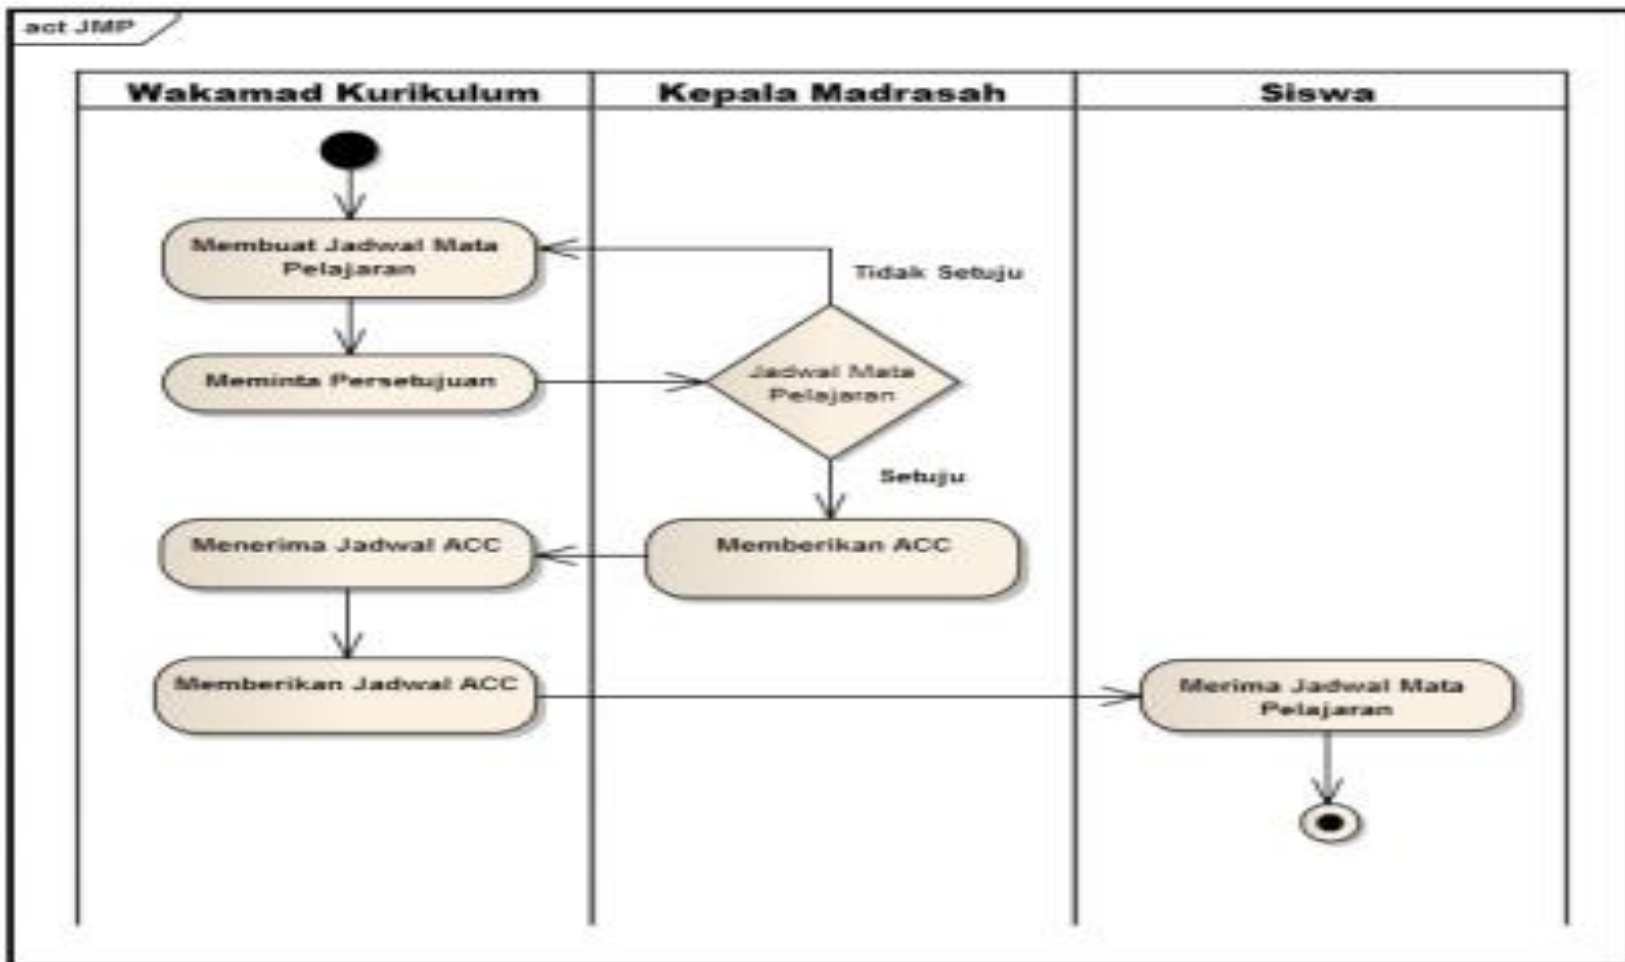 act JMP
Wakamad Kurikulum
Kepala Madrasah
Siswa
Membuat Jadwal Mata
Pelajaran
Tidak Setuju
Meminta Persetujuan
Jadwal Mata
Pelajaran
Setuju
Menerima Jadwal ACC
Memberikan ACC
Memberikan Jadwal ACC
Merima Jadwal Mata
Pelajaran